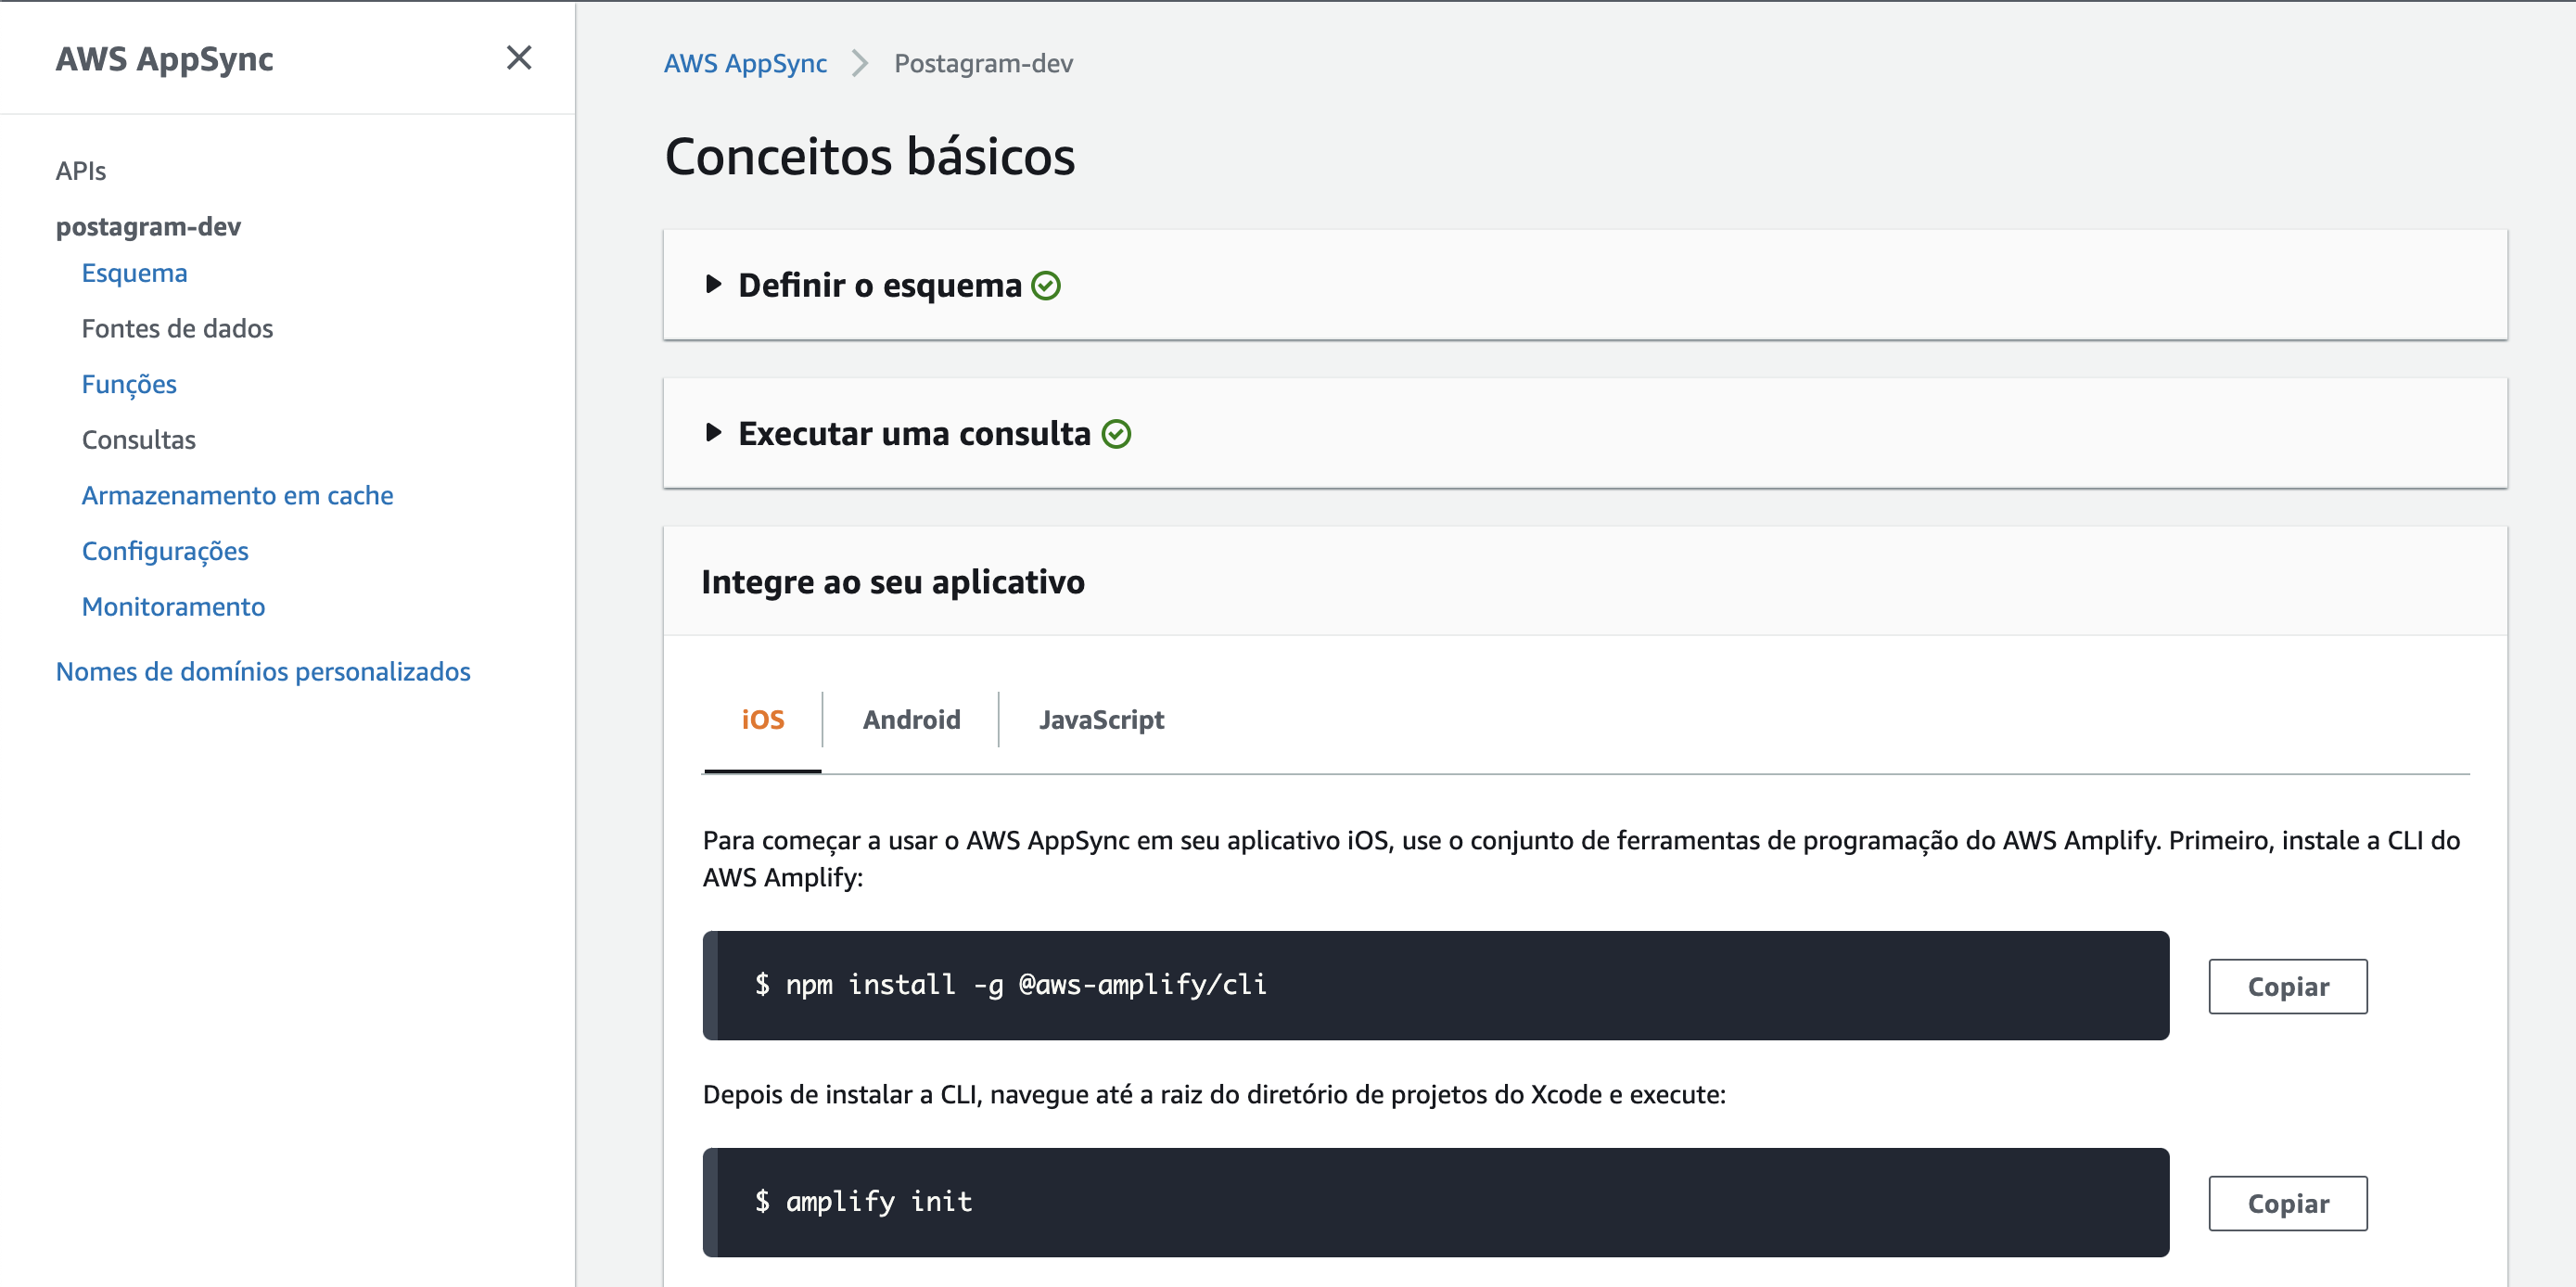 AWS AppSync
APIs
postagram-dev
Esquema
Fontes de dados
Funções
Consultas
Armazenamento em cache
Configurações
Monitoramento
Nomes de domínios personalizados
AWS AppSync
Postagram-dev
Conceitos básicos
Definir o esquema
Executar uma consulta
Integre ao seu aplicativo
iOS
Android
JavaScript
Para começar a usar o AWS AppSync em seu aplicativo iOS, use o conjunto de ferramentas de programação do AWS Amplify. Primeiro, instale a CLI do
AWS Amplify:
$ npm install -g @aws-amplify/cli
Copiar
Depois de instalar a CLI, navegue até a raiz do diretório de projetos do Xcode e execute:
$ amplify init
Copiar